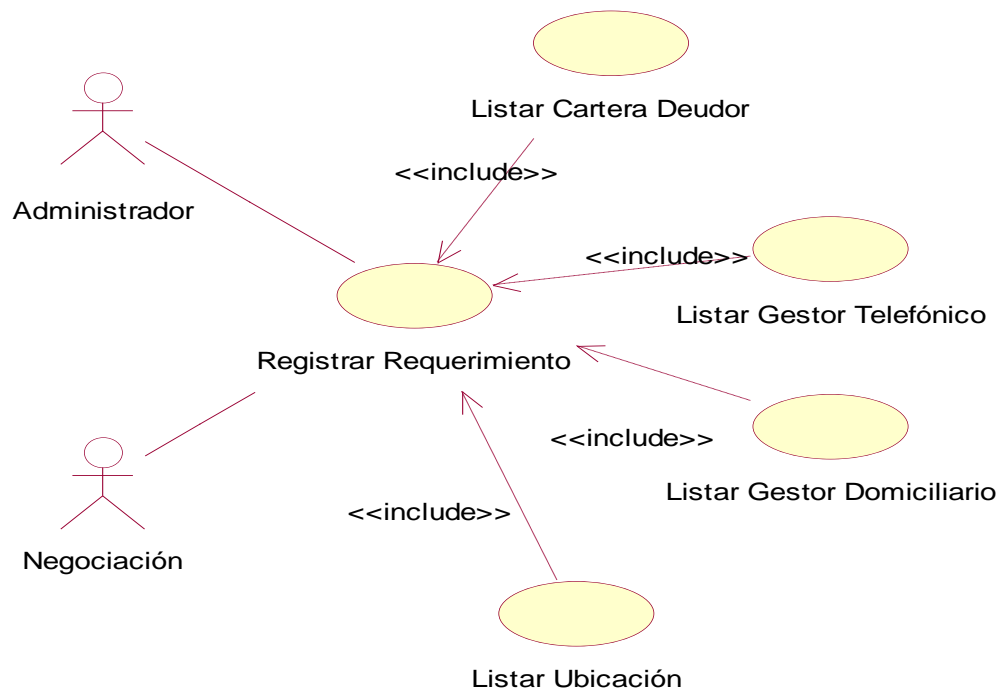 Listar Cartera Deudor
<<include>>
Administrador
<<include>>
Listar Gestor Telefónico
Registrar Requerimiento
<<include>>
Listar Gestor Domiciliario
<<include>>
Negociación
Listar Ubicación